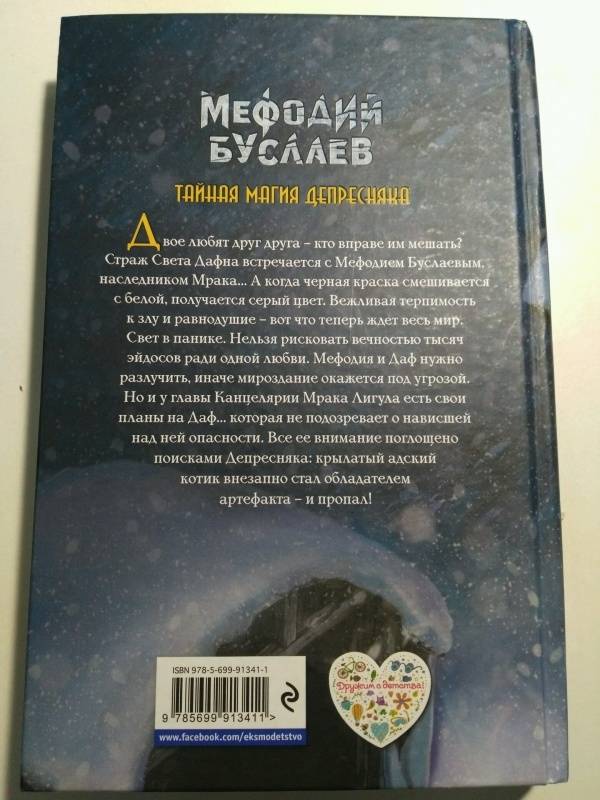 МЕФОДИЙ
БУСЛАЕВ
ТАЙНАЯ МАГИЯ ДЕПРЕСНЯКА
Двое любят друг друга – кто вправе им мешать?
Страж Света Дафна встречается с Мефодием Буслаевым,
наследником Мрака... А когда черная краска смешивается
с белой, получается серый цвет. Вежливая терпимость
к злу и равнодушие – вот что теперь ждет весь мир.
Свет в панике. Нельзя рисковать вечностью тысяч
эйдосов ради одной любви. Мефодия и Даф нужно
разлучить, иначе мироздание окажется под угрозой.
Но и у главы Канцелярии Мрака Лигула есть свои
планы на Даф... которая не подозревает о нависшей
над ней опасности. Все ее внимание поглощено
поисками Депресняка: крылатый адский
котик внезапно стал обладателем
артефакта – и пропал!
ISBN 978-5-699-91341-1
9 785699 913411 >
www.facebook.com/eksmodetstvo
Дружим с детства!